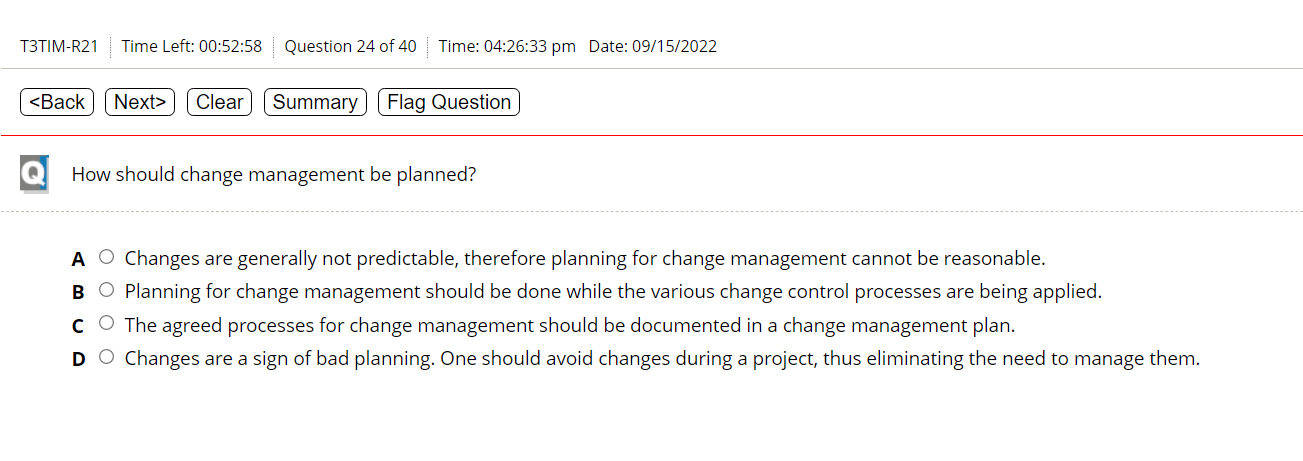 T3TIM-R21 Time Left: 00:52:58 Question 24 of 40 Time: 04:26:33 pm Date: 09/15/2022
<Back Next> Clear Summary Flag Question
Q How should change management be planned?
A Changes are generally not predictable, therefore planning for change management cannot be reasonable.
B Planning for change management should be done while the various change control processes are being applied.
C The agreed processes for change management should be documented in a change management plan.
D Changes are a sign of bad planning. One should avoid changes during a project, thus eliminating the need to manage them.